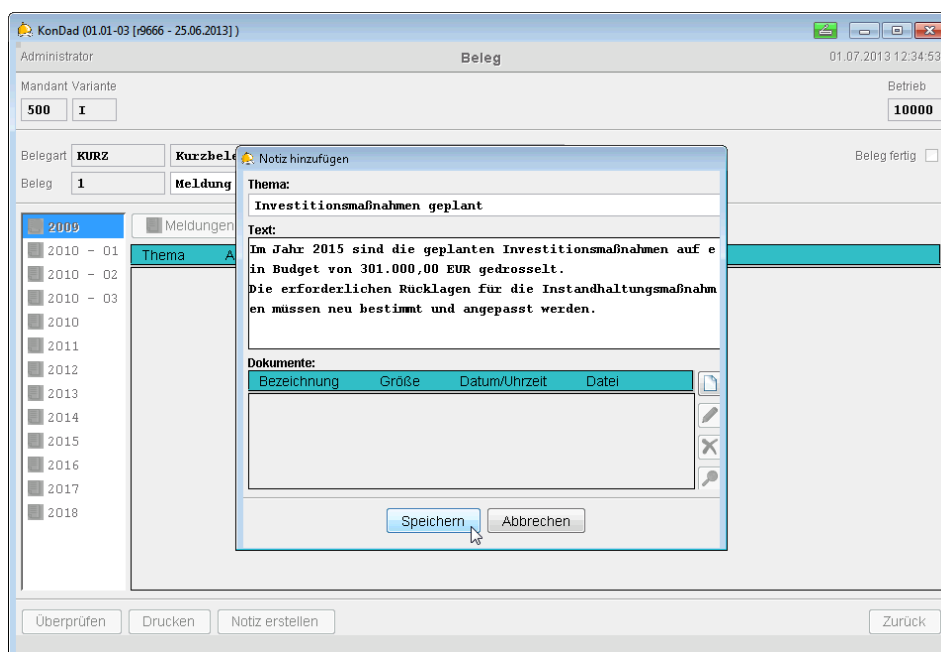 KonDad (01.01-03 [r9666 - 25.06.2013] )
Administrator Beleg 01.07.2013 12:34:53
Mandant Variante Betrieb
500 I 10000
Belegart KURZ Kurzbele Beleg fertig
Beleg 1 Meldung
Notiz hinzufügen
Thema:
Investitionsmaßnahmen geplant
Text:
Im Jahr 2015 sind die geplanten Investitionsmaßnahmen auf e
in Budget von 301.000,00 EUR gedrosselt.
Die erforderlichen Rücklagen für die Instandhaltungsmaßnahm
en müssen neu bestimmt und angepasst werden.
Dokumente:
Bezeichnung Größe Datum/Uhrzeit Datei
Speichern Abbrechen
2009
2010 - 01
2010 - 02
2010 - 03
2010
2011
2012
2013
2014
2015
2016
2017
2018
Meldungen
Thema A
Überprüfen Drucken Notiz erstellen Zurück